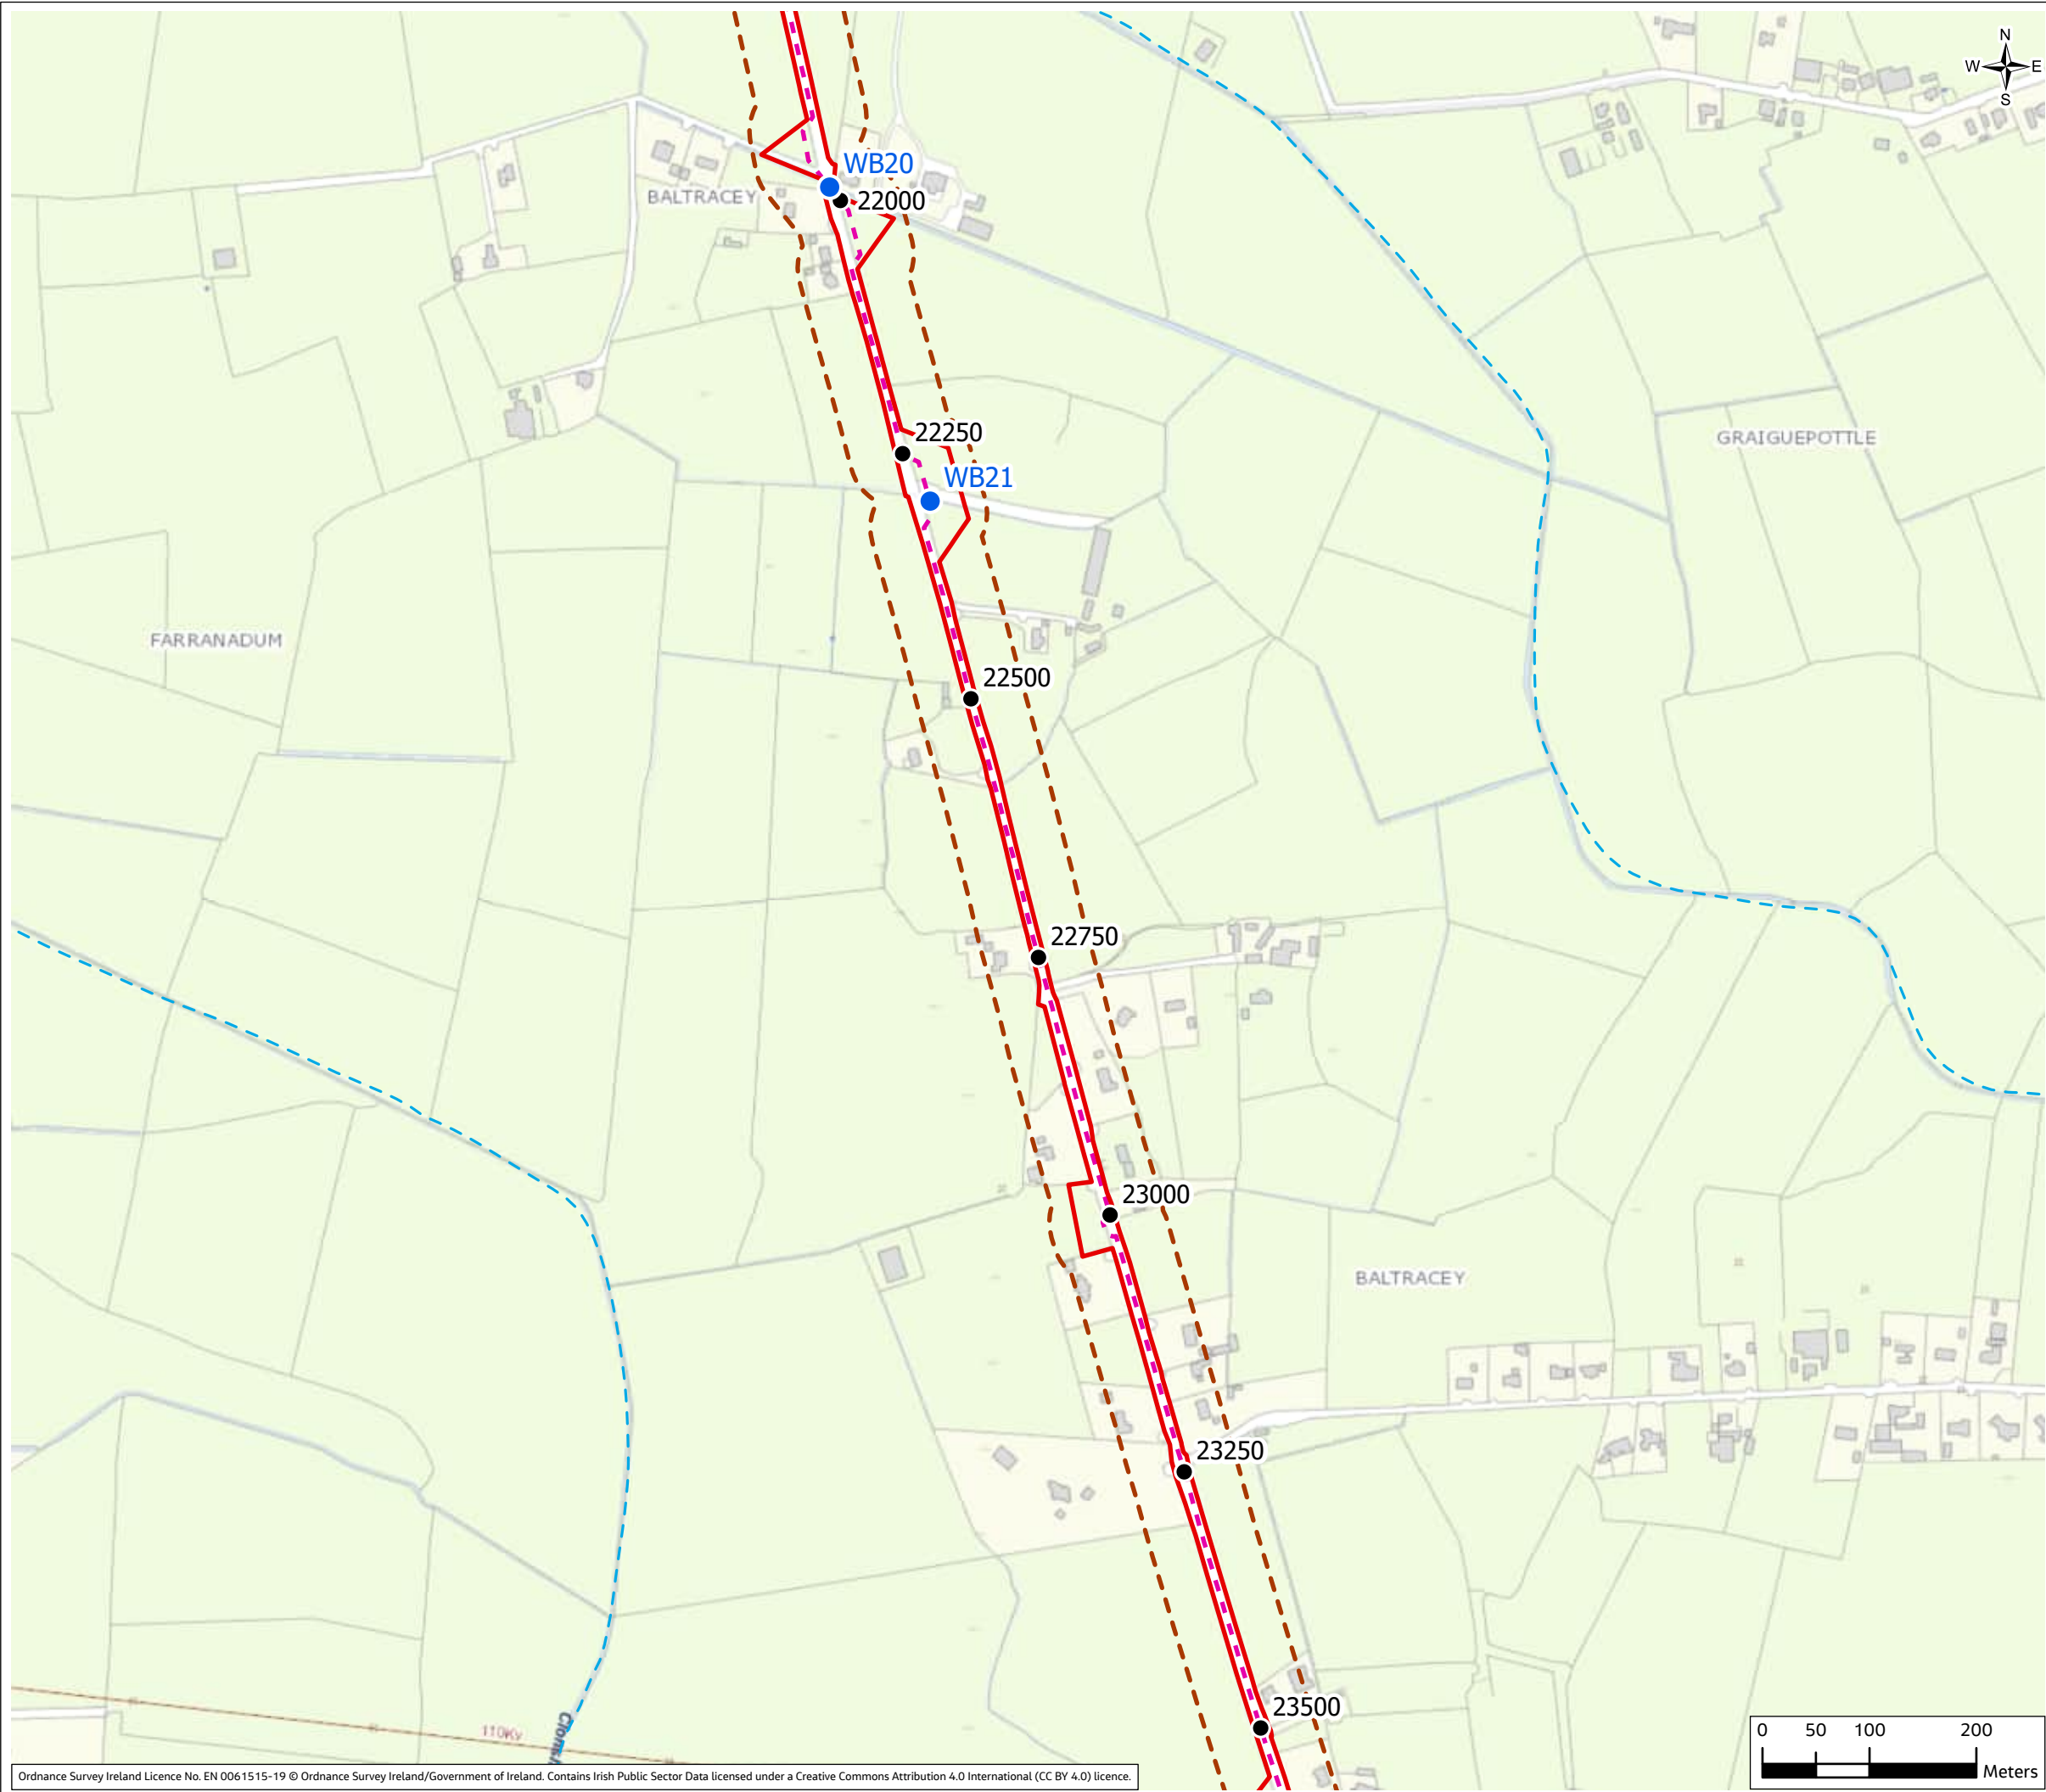 N
W E
S
WB20
BALTRACEY
22000
22250
GRAIGUEPOTTLE
WB21
FARRANADUM
22500
22750
23000
BALTRACEY
23250
23500
110Kv
0 50 100 200
Meters
Ordnance Survey Ireland Licence No. EN 0061515-19 © Ordnance Survey Ireland/Government of Ireland. Contains Irish Public Sector Data licensed under a Creative Commons Attribution 4.0 International (CC BY 4.0) licence.